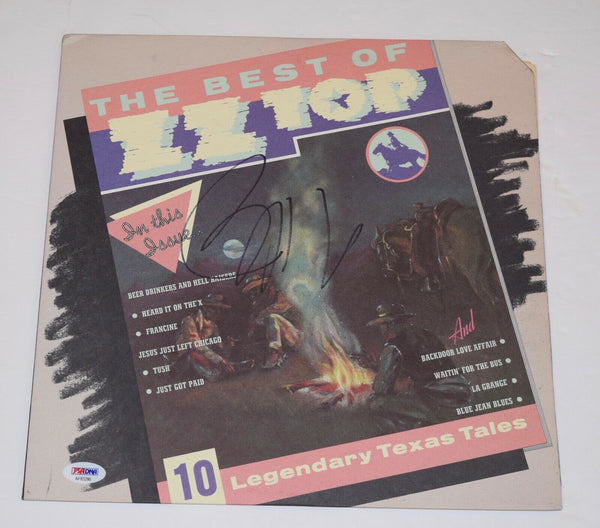 THE BEST OF
ZZ TOP
In this
Issue
BEER DRINKERS AND HELL RAISERS
• HEARD IT ON THE X
• FRANCINE
JESUS JUST LEFT CHICAGO
• TUSH
• JUST GOT PAID
And
BACKDOOR LOVE AFFAIR •
WAITIN' FOR THE BUS •
LA GRANGE •
BLUE JEAN BLUES •
10 Legendary Texas Tales
PSA/DNA